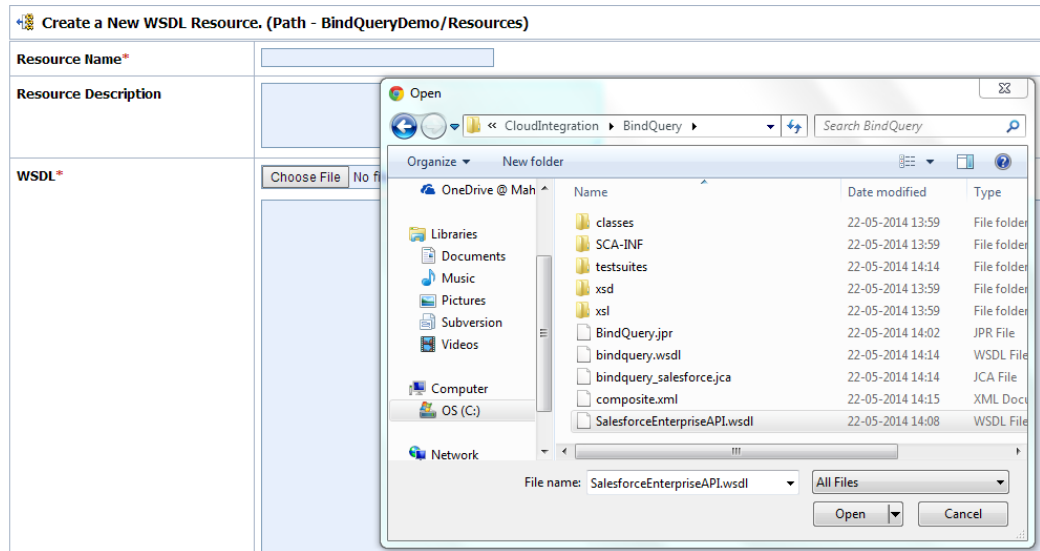 Create a New WSDL Resource. (Path - BindQueryDemo/Resources)
Resource Name*
Resource Description
WSDL*
Choose File No fi
Open
« CloudIntegration BindQuery
Search BindQuery
Organize New folder
OneDrive @ Mah
Libraries
Documents
Music
Pictures
Subversion
Videos
Computer
OS (C:)
Network
Name Date modified Type
classes 22-05-2014 13:59 File folder
SCA-INF 22-05-2014 13:59 File folder
testsuites 22-05-2014 14:14 File folder
xsd 22-05-2014 13:59 File folder
xsl 22-05-2014 13:59 File folder
BindQuery.jpr 22-05-2014 14:02 JPR File
bindquery.wsdl 22-05-2014 14:14 WSDL File
bindquery_salesforce.jca 22-05-2014 14:14 JCA File
composite.xml 22-05-2014 14:15 XML Docu
SalesforceEnterpriseAPI.wsdl 22-05-2014 14:08 WSDL File
File name: SalesforceEnterpriseAPI.wsdl All Files
Open Cancel